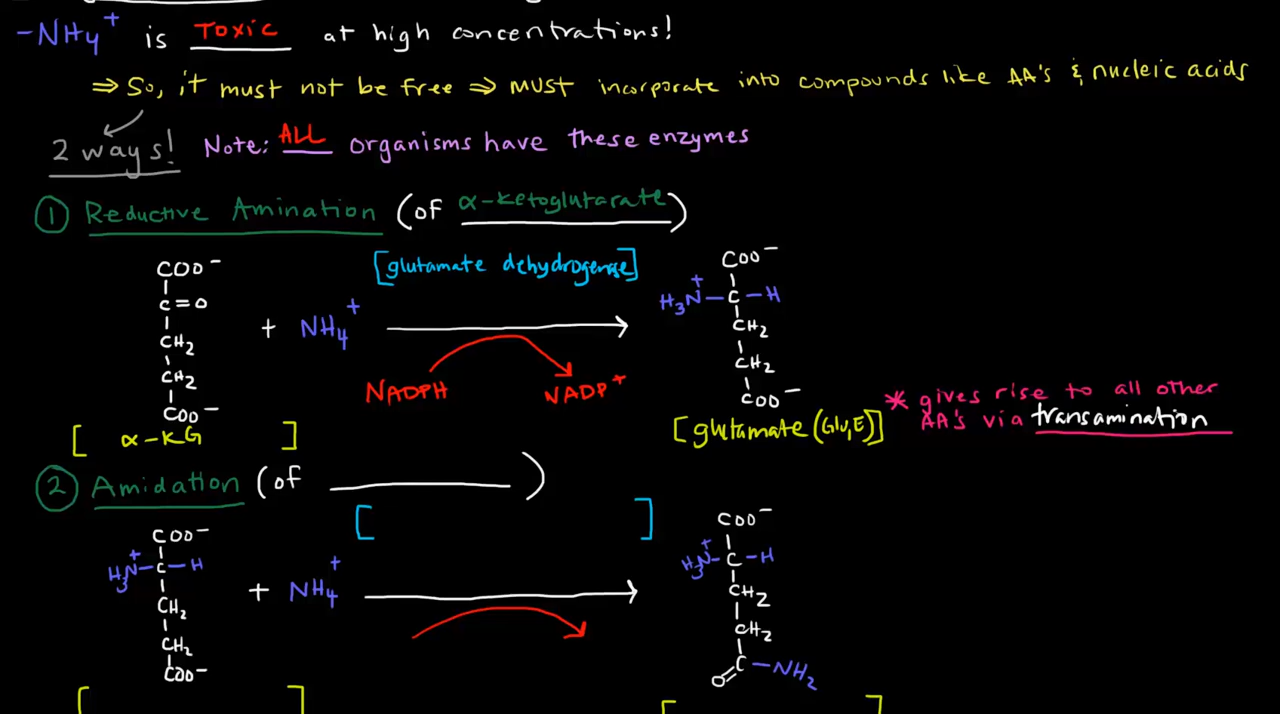 -NH4+ is TOXIC at high concentrations!
⇒ So, it must not be free ⇒ MUST incorporate into compounds like AA's & nucleic acids
2 ways! Note: ALL organisms have these enzymes
① Reductive Amination (of α-ketoglutarate)
[glutamate dehydrogenase]
COO-
C=O
CH2
CH2
COO-
[ α-KG ]
+ NH4+
NADPH NADP+
COO-
H3N+-C-H
CH2
CH2
COO-
[glutamate (Glu,E)]
* gives rise to all other
AA's via transamination
② Amidation (of ________)
[ ]
COO-
H3N+-C-H
CH2
CH2
COO-
[ ]
+ NH4+
COO-
H3N+-C-H
CH2
CH2
O=C-NH2
[ ]